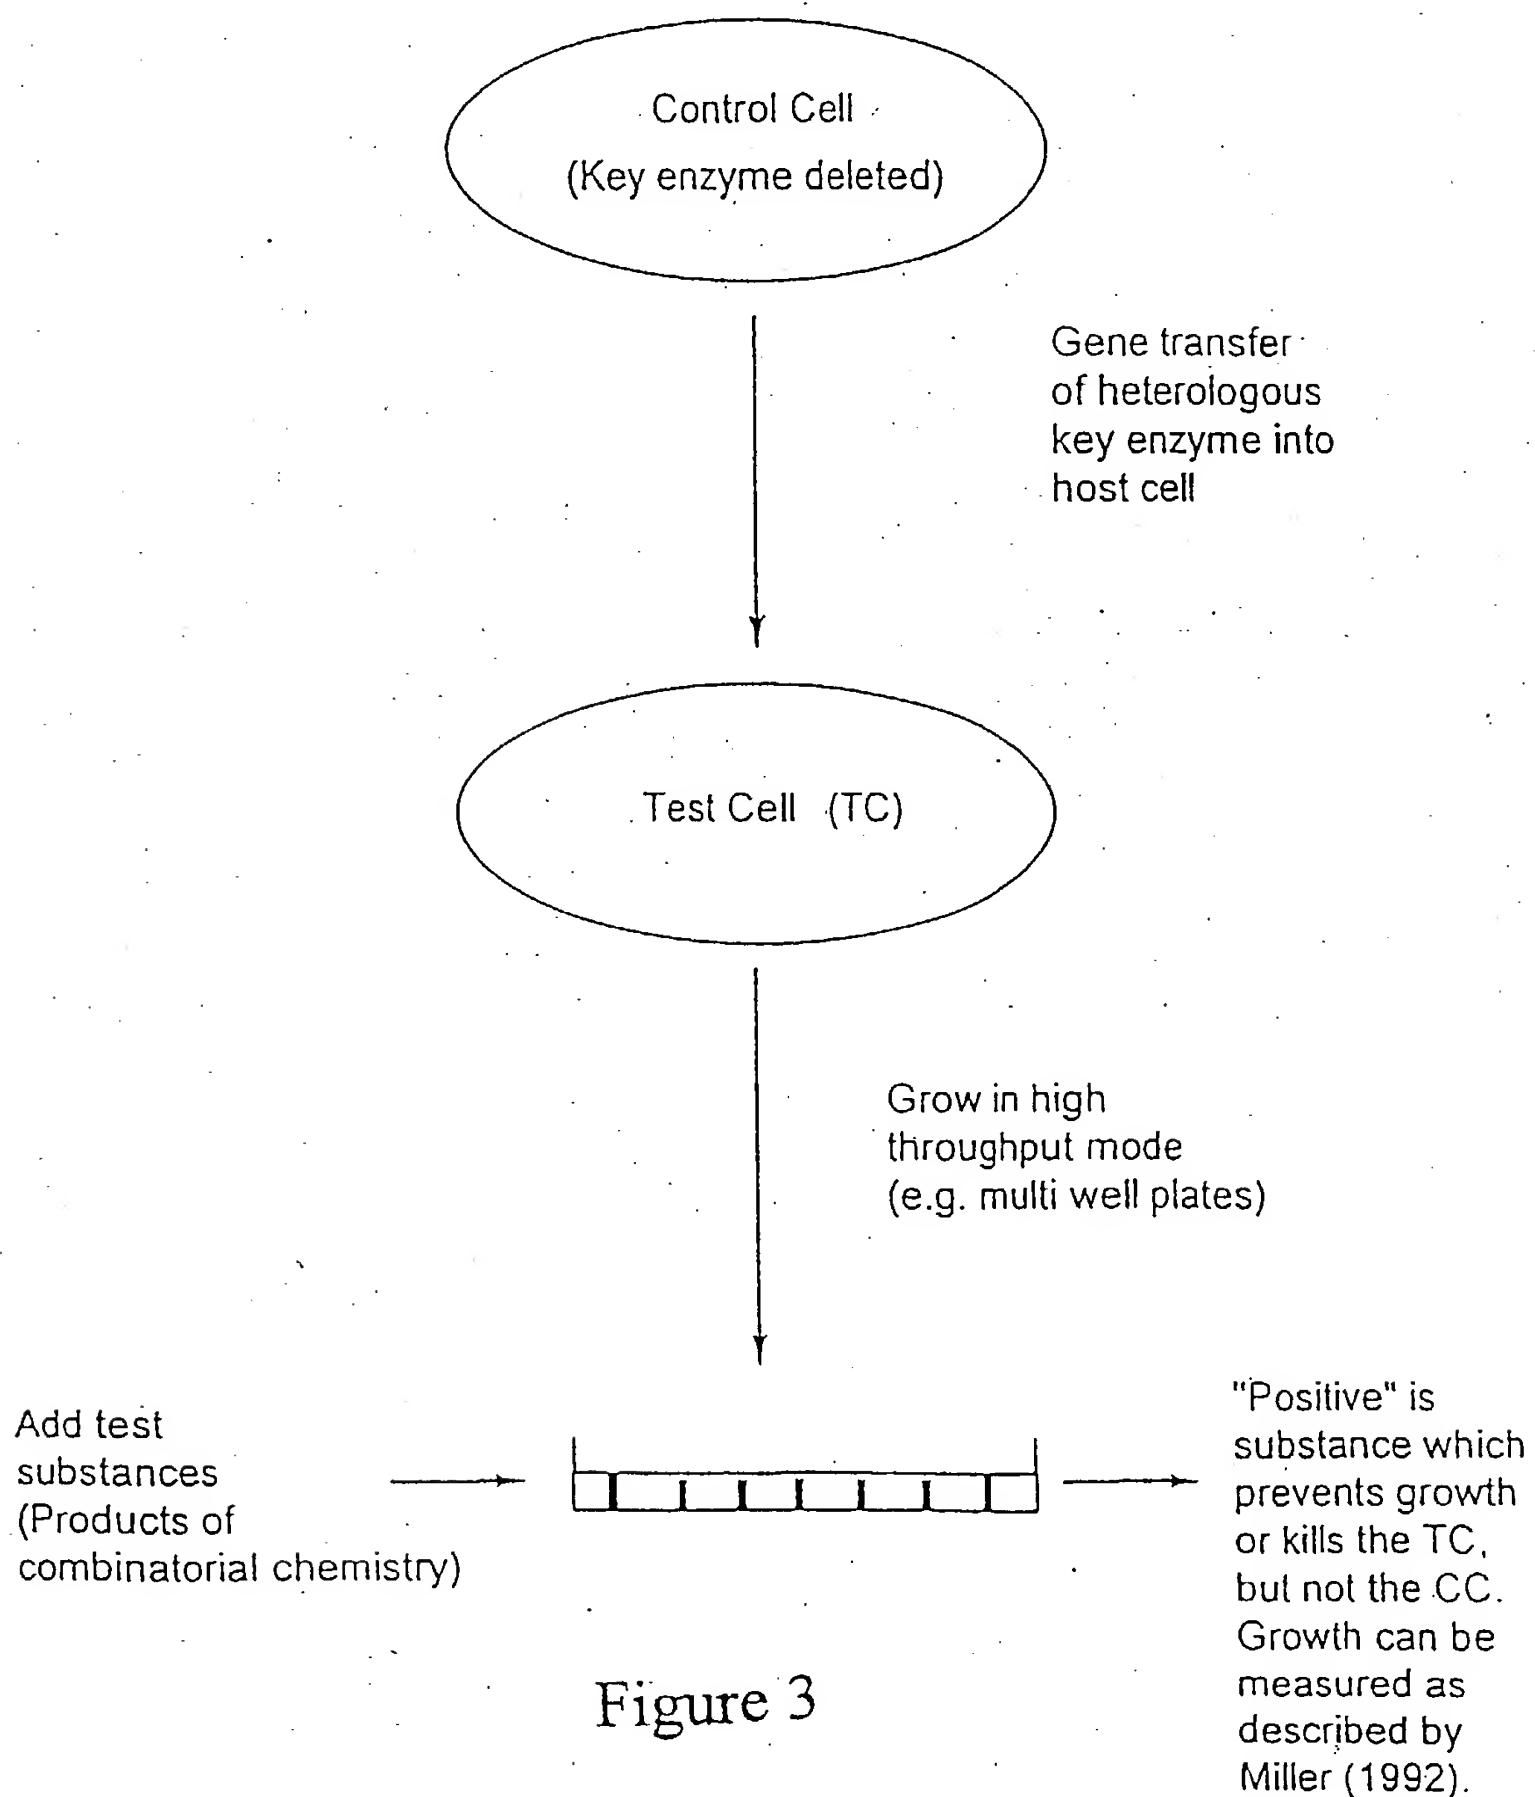 Control Cell
(Key enzyme deleted)
Gene transfer
of heterologous
key enzyme into
host cell
Test Cell (TC)
Grow in high
throughput mode
(e.g. multi well plates)
Add test
substances
(Products of
combinatorial chemistry)
"Positive" is
substance which
prevents growth
or kills the TC,
but not the CC.
Growth can be
measured as
described by
Miller (1992).
Figure 3